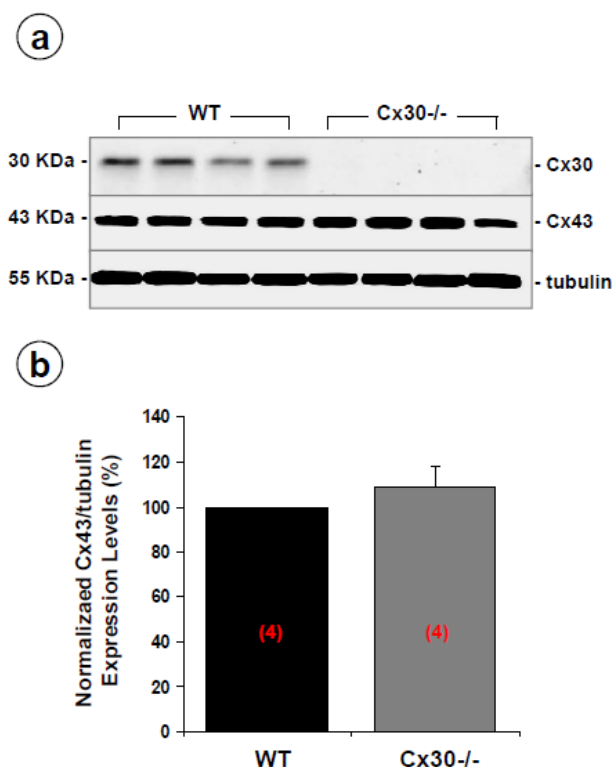 a
WT Cx30-/-
30 KDa - - Cx30
43 KDa - - Cx43
55 KDa - - tubulin
b
Normalizaed Cx43/tubulin
Expression Levels (%)
140
120
100
80
60
40
20
0
(4) (4)
WT Cx30-/-